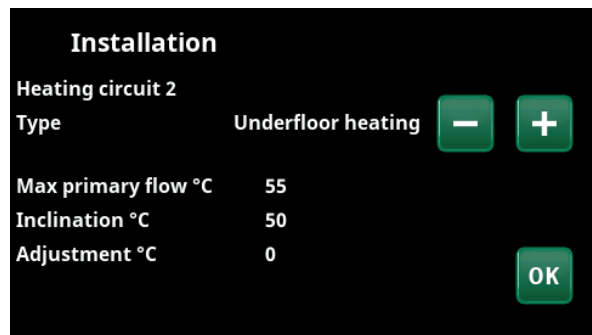 Installation
Heating circuit 2
Type Underfloor heating − +
Max primary flow °C 55
Inclination °C 50
Adjustment °C 0
OK